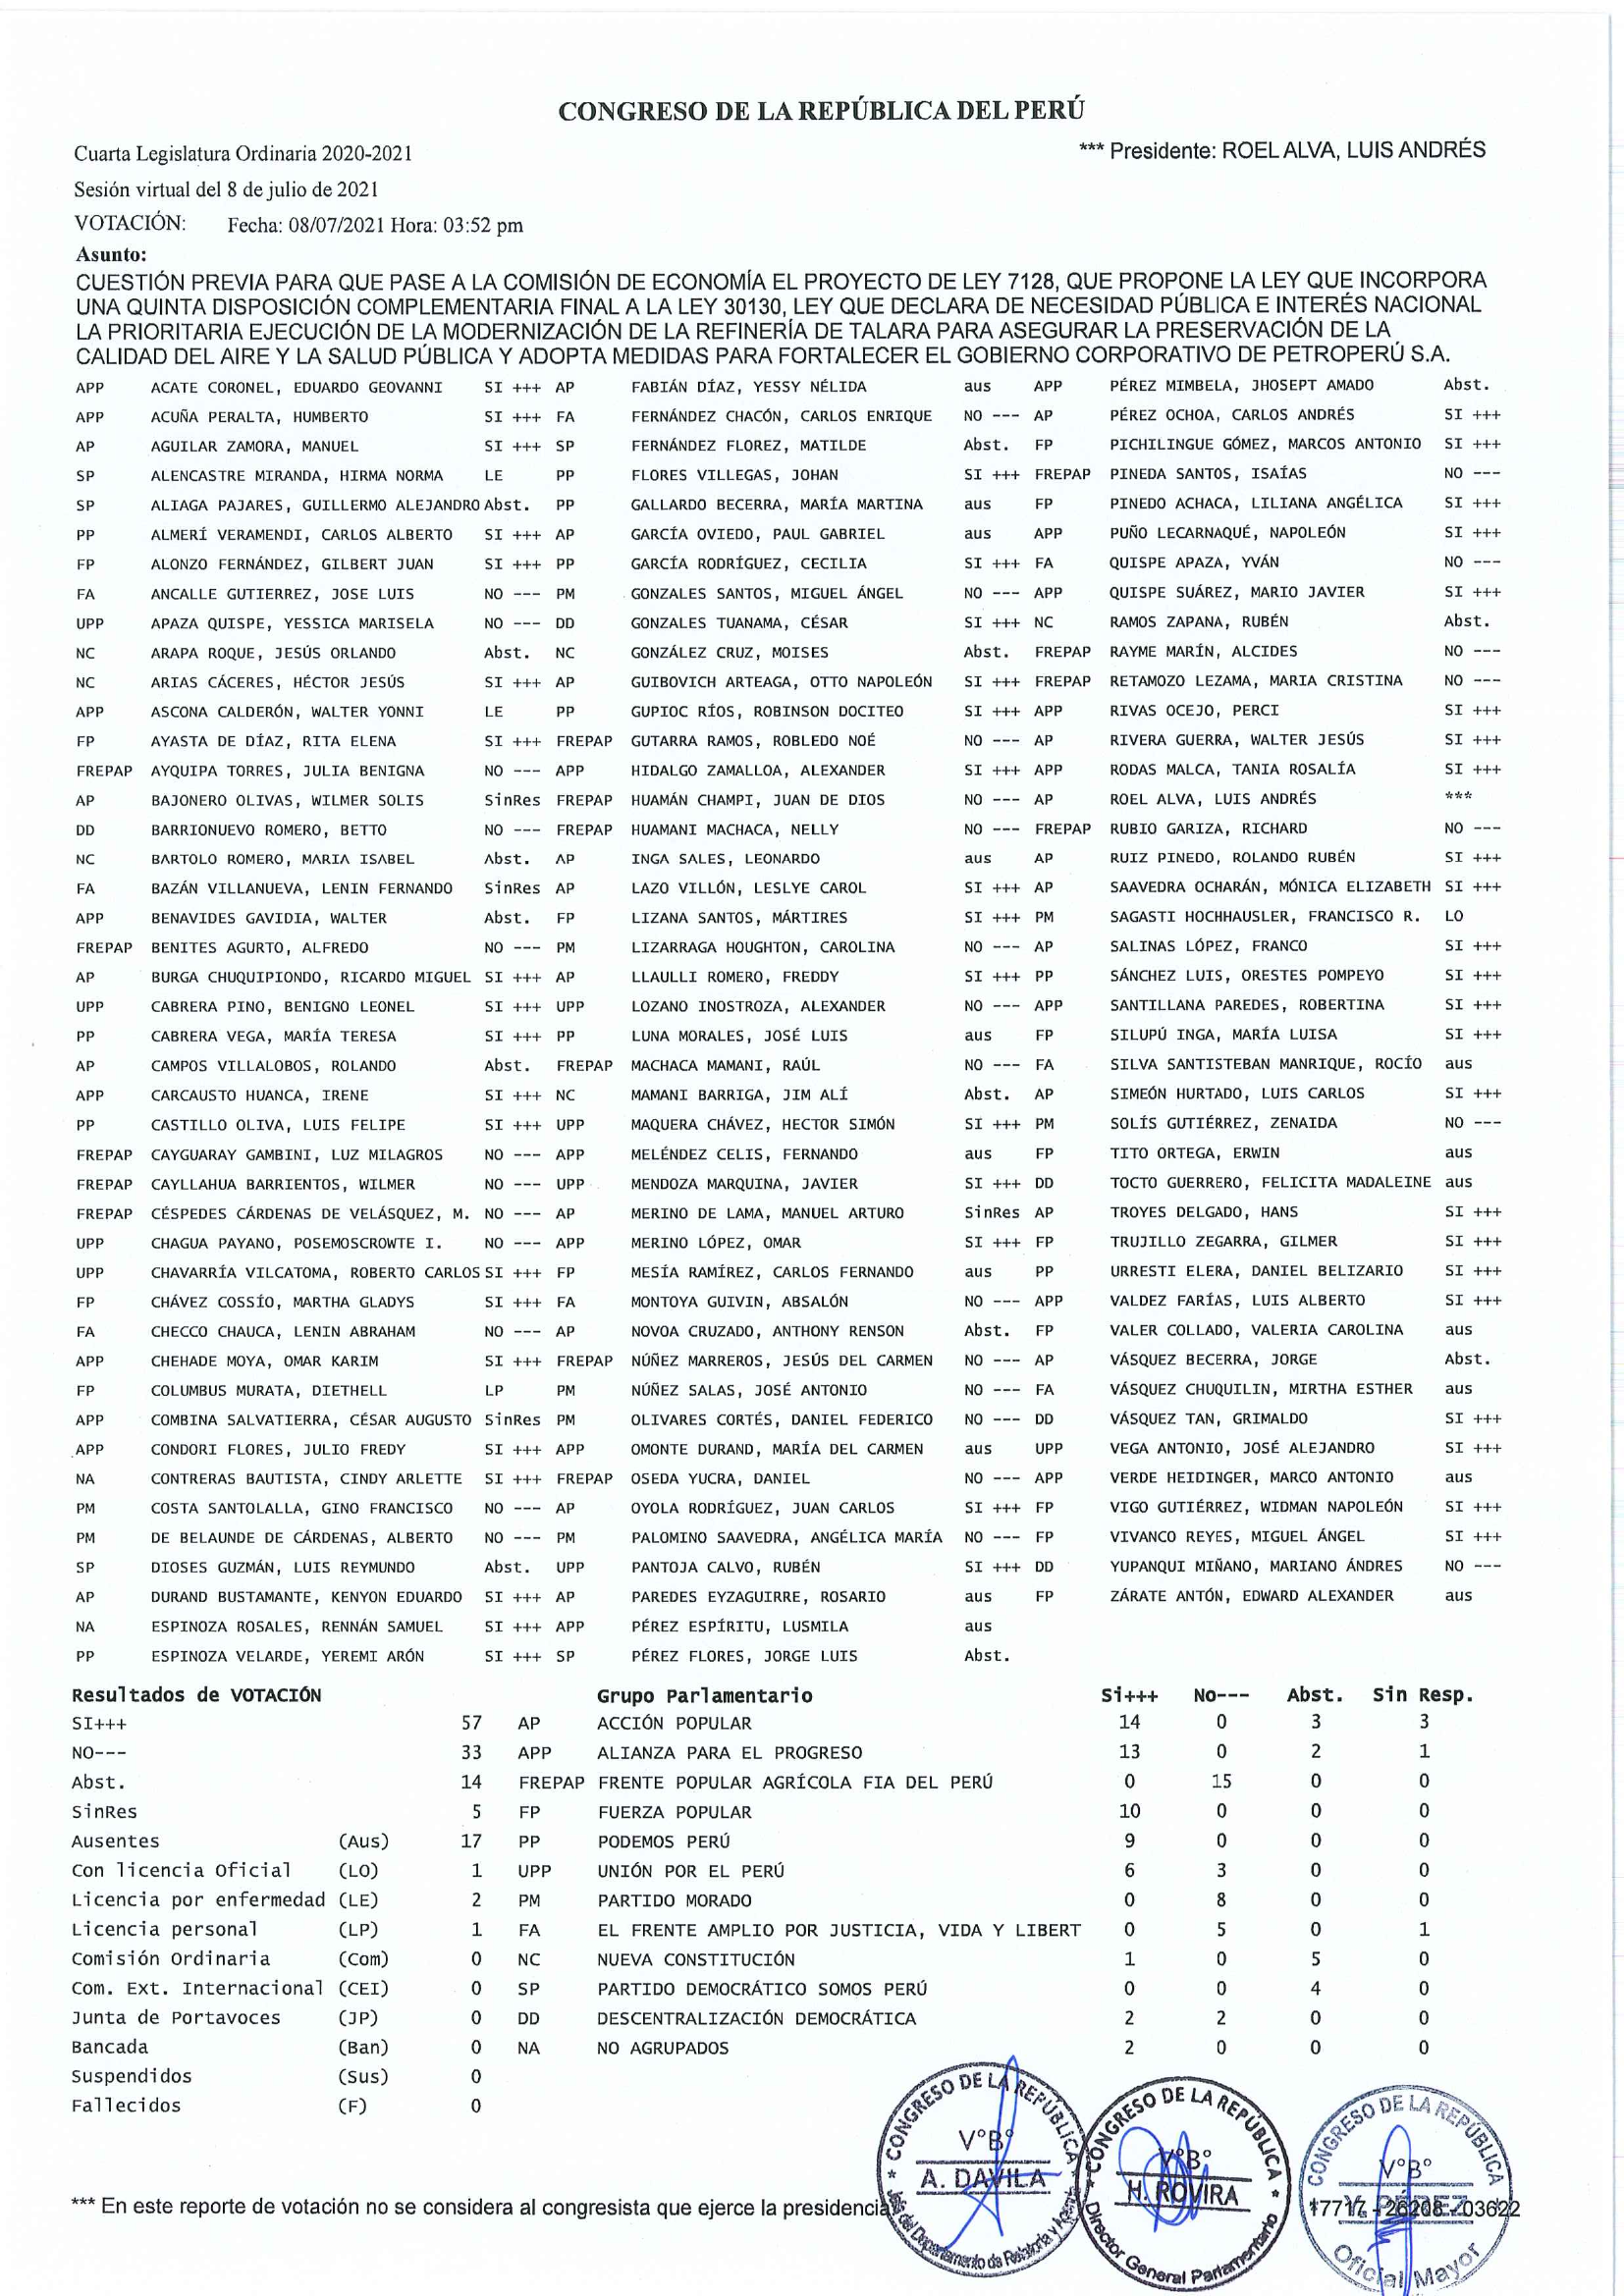 CONGRESO DE LA REPÚBLICA DEL PERÚ
Cuarta Legislatura Ordinaria 2020-2021
*** Presidente: ROEL ALVA, LUIS ANDRÉS
Sesión virtual del 8 de julio de 2021
VOTACIÓN: Fecha: 08/07/2021 Hora: 03:52 pm
Asunto:
CUESTIÓN PREVIA PARA QUE PASE A LA COMISIÓN DE ECONOMÍA EL PROYECTO DE LEY 7128, QUE PROPONE LA LEY QUE INCORPORA
UNA QUINTA DISPOSICIÓN COMPLEMENTARIA FINAL A LA LEY 30130, LEY QUE DECLARA DE NECESIDAD PÚBLICA E INTERÉS NACIONAL
LA PRIORITARIA EJECUCIÓN DE LA MODERNIZACIÓN DE LA REFINERÍA DE TALARA PARA ASEGURAR LA PRESERVACIÓN DE LA
CALIDAD DEL AIRE Y LA SALUD PÚBLICA Y ADOPTA MEDIDAS PARA FORTALECER EL GOBIERNO CORPORATIVO DE PETROPERÚ S.A.
APP ACATE CORONEL, EDUARDO GEOVANNI SI +++ AP FABIÁN DÍAZ, YESSY NÉLIDA aus APP PÉREZ MIMBELA, JHOSEPT AMADO Abst.
APP ACUÑA PERALTA, HUMBERTO SI +++ FA FERNÁNDEZ CHACÓN, CARLOS ENRIQUE NO --- AP PÉREZ OCHOA, CARLOS ANDRÉS SI +++
AP AGUILAR ZAMORA, MANUEL SI +++ SP FERNÁNDEZ FLOREZ, MATILDE Abst. FP PICHILINGUE GÓMEZ, MARCOS ANTONIO SI +++
SP ALENCASTRE MIRANDA, HIRMA NORMA LE PP FLORES VILLEGAS, JOHAN SI +++ FREPAP PINEDA SANTOS, ISAÍAS NO ---
SP ALIAGA PAJARES, GUILLERMO ALEJANDRO Abst. PP GALLARDO BECERRA, MARÍA MARTINA aus FP PINEDO ACHACA, LILIANA ANGÉLICA SI +++
PP ALMERÍ VERAMENDI, CARLOS ALBERTO SI +++ AP GARCÍA OVIEDO, PAUL GABRIEL aus APP PUÑO LECARNAQUÉ, NAPOLEÓN SI +++
FP ALONZO FERNÁNDEZ, GILBERT JUAN SI +++ PP GARCÍA RODRÍGUEZ, CECILIA SI +++ FA QUISPE APAZA, YVÁN NO ---
FA ANCALLE GUTIERREZ, JOSE LUIS NO --- PM GONZALES SANTOS, MIGUEL ÁNGEL NO --- APP QUISPE SUÁREZ, MARIO JAVIER SI +++
UPP APAZA QUISPE, YESSICA MARISELA NO --- DD GONZALES TUANAMA, CÉSAR SI +++ NC RAMOS ZAPANA, RUBÉN Abst.
NC ARAPA ROQUE, JESÚS ORLANDO Abst. NC GONZÁLEZ CRUZ, MOISES Abst. FREPAP RAYME MARÍN, ALCIDES NO ---
NC ARIAS CÁCERES, HÉCTOR JESÚS SI +++ AP GUIBOVICH ARTEAGA, OTTO NAPOLEÓN SI +++ FREPAP RETAMOZO LEZAMA, MARIA CRISTINA NO ---
APP ASCONA CALDERÓN, WALTER YONNI LE PP GUPIOC RÍOS, ROBINSON DOCITEO SI +++ APP RIVAS OCEJO, PERCI SI +++
FP AYASTA DE DÍAZ, RITA ELENA SI +++ FREPAP GUTARRA RAMOS, ROBLEDO NOÉ NO --- AP RIVERA GUERRA, WALTER JESÚS SI +++
FREPAP AYQUIPA TORRES, JULIA BENIGNA NO --- APP HIDALGO ZAMALLOA, ALEXANDER SI +++ APP RODAS MALCA, TANIA ROSALÍA SI +++
AP BAJONERO OLIVAS, WILMER SOLIS SinRes FREPAP HUAMÁN CHAMPI, JUAN DE DIOS NO --- AP ROEL ALVA, LUIS ANDRÉS ***
DD BARRIONUEVO ROMERO, BETTO NO --- FREPAP HUAMANI MACHACA, NELLY NO --- FREPAP RUBIO GARIZA, RICHARD NO ---
NC BARTOLO ROMERO, MARIA ISABEL Abst. AP INGA SALES, LEONARDO aus AP RUIZ PINEDO, ROLANDO RUBÉN SI +++
FA BAZÁN VILLANUEVA, LENIN FERNANDO SinRes AP LAZO VILLÓN, LESLYE CAROL SI +++ AP SAAVEDRA OCHARÁN, MÓNICA ELIZABETH SI +++
APP BENAVIDES GAVIDIA, WALTER Abst. FP LIZANA SANTOS, MÁRTIRES SI +++ PM SAGASTI HOCHHAUSLER, FRANCISCO R. LO
FREPAP BENITES AGURTO, ALFREDO NO --- PM LIZARRAGA HOUGHTON, CAROLINA NO --- AP SALINAS LÓPEZ, FRANCO SI +++
AP BURGA CHUQUIPIONDO, RICARDO MIGUEL SI +++ AP LLAULLI ROMERO, FREDDY SI +++ PP SÁNCHEZ LUIS, ORESTES POMPEYO SI +++
UPP CABRERA PINO, BENIGNO LEONEL SI +++ UPP LOZANO INOSTROZA, ALEXANDER NO --- APP SANTILLANA PAREDES, ROBERTINA SI +++
PP CABRERA VEGA, MARÍA TERESA SI +++ PP LUNA MORALES, JOSÉ LUIS aus FP SILUPÚ INGA, MARÍA LUISA SI +++
AP CAMPOS VILLALOBOS, ROLANDO Abst. FREPAP MACHACA MAMANI, RAÚL NO --- FA SILVA SANTISTEBAN MANRIQUE, ROCÍO aus
APP CARCAUSTO HUANCA, IRENE SI +++ NC MAMANI BARRIGA, JIM ALÍ Abst. AP SIMEÓN HURTADO, LUIS CARLOS SI +++
PP CASTILLO OLIVA, LUIS FELIPE SI +++ UPP MAQUERA CHÁVEZ, HECTOR SIMÓN SI +++ PM SOLÍS GUTIÉRREZ, ZENAIDA NO ---
FREPAP CAYGUARAY GAMBINI, LUZ MILAGROS NO --- APP MELÉNDEZ CELIS, FERNANDO aus FP TITO ORTEGA, ERWIN aus
FREPAP CAYLLAHUA BARRIENTOS, WILMER NO --- UPP MENDOZA MARQUINA, JAVIER SI +++ DD TOCTO GUERRERO, FELICITA MADALEINE aus
FREPAP CÉSPEDES CÁRDENAS DE VELÁSQUEZ, M. NO --- AP MERINO DE LAMA, MANUEL ARTURO SinRes AP TROYES DELGADO, HANS SI +++
UPP CHAGUA PAYANO, POSEMOSCROWTE I. NO --- APP MERINO LÓPEZ, OMAR SI +++ FP TRUJILLO ZEGARRA, GILMER SI +++
UPP CHAVARRÍA VILCATOMA, ROBERTO CARLOS SI +++ FP MESÍA RAMÍREZ, CARLOS FERNANDO aus PP URRESTI ELERA, DANIEL BELIZARIO SI +++
FP CHÁVEZ COSSÍO, MARTHA GLADYS SI +++ FA MONTOYA GUIVIN, ABSALÓN NO --- APP VALDEZ FARÍAS, LUIS ALBERTO SI +++
FA CHECCO CHAUCA, LENIN ABRAHAM NO --- AP NOVOA CRUZADO, ANTHONY RENSON Abst. FP VALER COLLADO, VALERIA CAROLINA aus
APP CHEHADE MOYA, OMAR KARIM SI +++ FREPAP NÚÑEZ MARREROS, JESÚS DEL CARMEN NO --- AP VÁSQUEZ BECERRA, JORGE Abst.
FP COLUMBUS MURATA, DIETHELL LP PM NÚÑEZ SALAS, JOSÉ ANTONIO NO --- FA VÁSQUEZ CHUQUILIN, MIRTHA ESTHER aus
APP COMBINA SALVATIERRA, CÉSAR AUGUSTO SinRes PM OLIVARES CORTÉS, DANIEL FEDERICO NO --- DD VÁSQUEZ TAN, GRIMALDO SI +++
APP CONDORI FLORES, JULIO FREDY SI +++ APP OMONTE DURAND, MARÍA DEL CARMEN aus UPP VEGA ANTONIO, JOSÉ ALEJANDRO SI +++
NA CONTRERAS BAUTISTA, CINDY ARLETTE SI +++ FREPAP OSEDA YUCRA, DANIEL NO --- APP VERDE HEIDINGER, MARCO ANTONIO aus
PM COSTA SANTOLALLA, GINO FRANCISCO NO --- AP OYOLA RODRÍGUEZ, JUAN CARLOS SI +++ FP VIGO GUTIÉRREZ, WIDMAN NAPOLEÓN SI +++
PM DE BELAUNDE DE CÁRDENAS, ALBERTO NO --- PM PALOMINO SAAVEDRA, ANGÉLICA MARÍA NO --- FP VIVANCO REYES, MIGUEL ÁNGEL SI +++
SP DIOSES GUZMÁN, LUIS REYMUNDO Abst. UPP PANTOJA CALVO, RUBÉN SI +++ DD YUPANQUI MIÑANO, MARIANO ÁNDRES NO ---
AP DURAND BUSTAMANTE, KENYON EDUARDO SI +++ AP PAREDES EYZAGUIRRE, ROSARIO aus FP ZÁRATE ANTÓN, EDWARD ALEXANDER aus
NA ESPINOZA ROSALES, RENNÁN SAMUEL SI +++ APP PÉREZ ESPÍRITU, LUSMILA aus
PP ESPINOZA VELARDE, YEREMI ARÓN SI +++ SP PÉREZ FLORES, JORGE LUIS Abst.
Resultados de VOTACIÓN Grupo Parlamentario Si+++ No--- Abst. Sin Resp.
SI+++ 57 AP ACCIÓN POPULAR 14 0 3 3
NO--- 33 APP ALIANZA PARA EL PROGRESO 13 0 2 1
Abst. 14 FREPAP FRENTE POPULAR AGRÍCOLA FIA DEL PERÚ 0 15 0 0
SinRes 5 FP FUERZA POPULAR 10 0 0 0
Ausentes (Aus) 17 PP PODEMOS PERÚ 9 0 0 0
Con licencia Oficial (LO) 1 UPP UNIÓN POR EL PERÚ 6 3 0 0
Licencia por enfermedad (LE) 2 PM PARTIDO MORADO 0 8 0 0
Licencia personal (LP) 1 FA EL FRENTE AMPLIO POR JUSTICIA, VIDA Y LIBERT 0 5 0 1
Comisión Ordinaria (Com) 0 NC NUEVA CONSTITUCIÓN 1 0 5 0
Com. Ext. Internacional (CEI) 0 SP PARTIDO DEMOCRÁTICO SOMOS PERÚ 0 0 4 0
Junta de Portavoces (JP) 0 DD DESCENTRALIZACIÓN DEMOCRÁTICA 2 2 0 0
Bancada (Ban) 0 NA NO AGRUPADOS 2 0 0 0
Suspendidos (Sus) 0
Fallecidos (F) 0
CONGRESO DE LA REPÚBLICA
V°B°
A. DAVILA
Jefe del Departamento de Relatoría y Agenda
CONGRESO DE LA REPÚBLICA
V°B°
H. ROVIRA
Director General Parlamentario
CONGRESO DE LA REPÚBLICA
V°B°
Oficial Mayor
*** En este reporte de votación no se considera al congresista que ejerce la presidencia